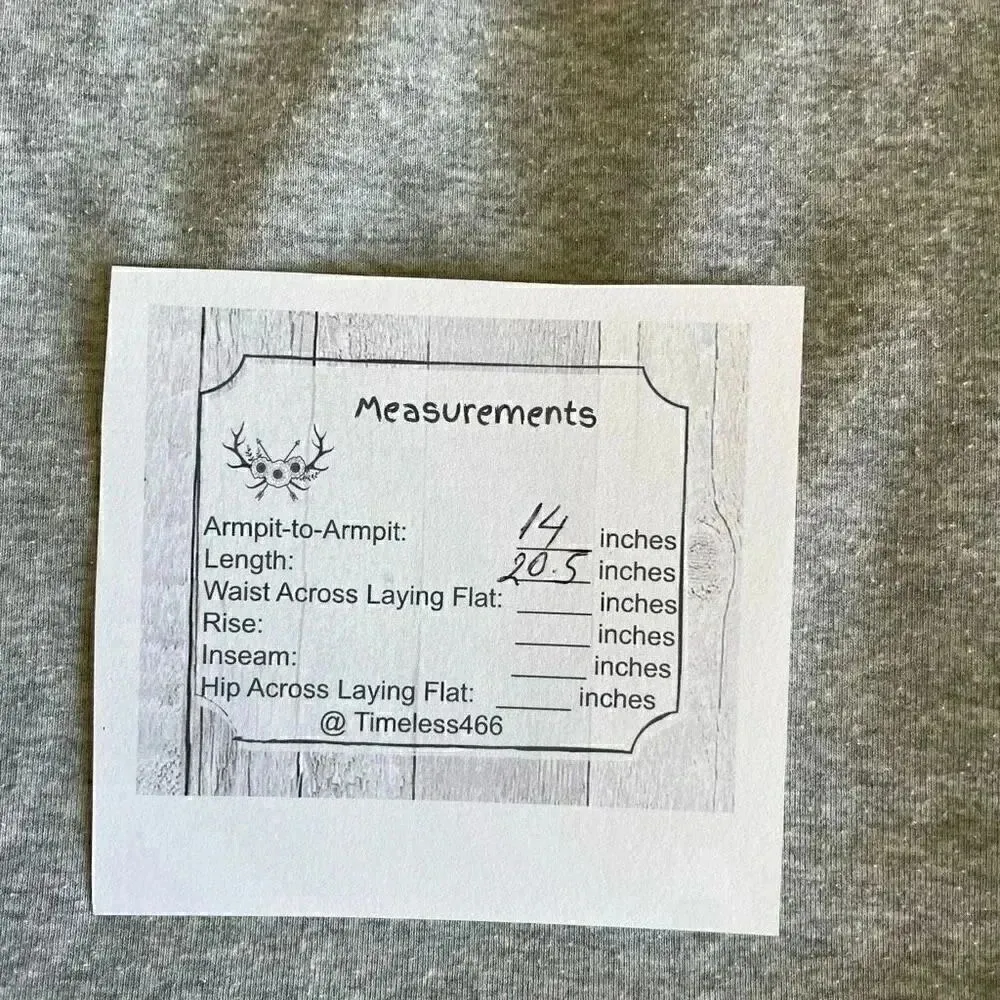 Measurements
Armpit-to-Armpit: 14 inches
Length: 20.5 inches
Waist Across Laying Flat: ______ inches
Rise: ______ inches
Inseam: ______ inches
Hip Across Laying Flat: ______ inches
@ Timeless466